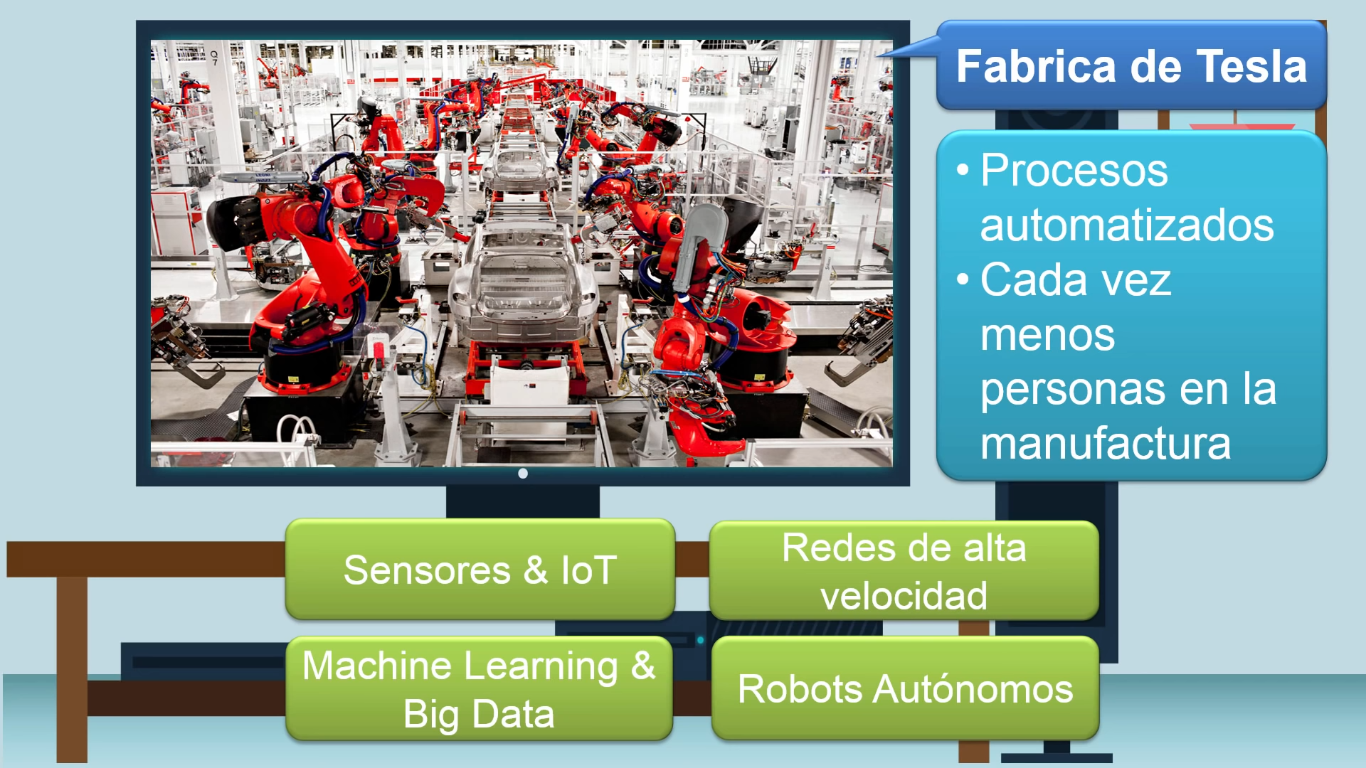 Fabrica de Tesla
• Procesos
automatizados
• Cada vez
menos
personas en la
manufactura
Sensores & IoT
Redes de alta
velocidad
Machine Learning &
Big Data
Robots Autónomos